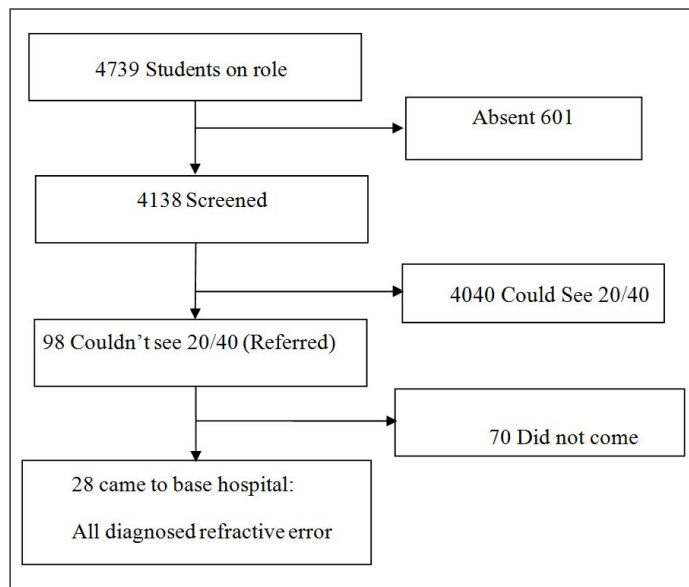 4739 Students on role
Absent 601
4138 Screened
4040 Could See 20/40
98 Couldn’t see 20/40 (Referred)
70 Did not come
28 came to base hospital:
All diagnosed refractive error